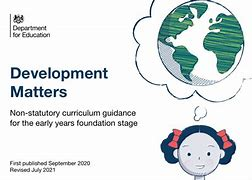 Department
for Education
Development
Matters
Non-statutory curriculum guidance
for the early years foundation stage
First published September 2020
Revised July 2021